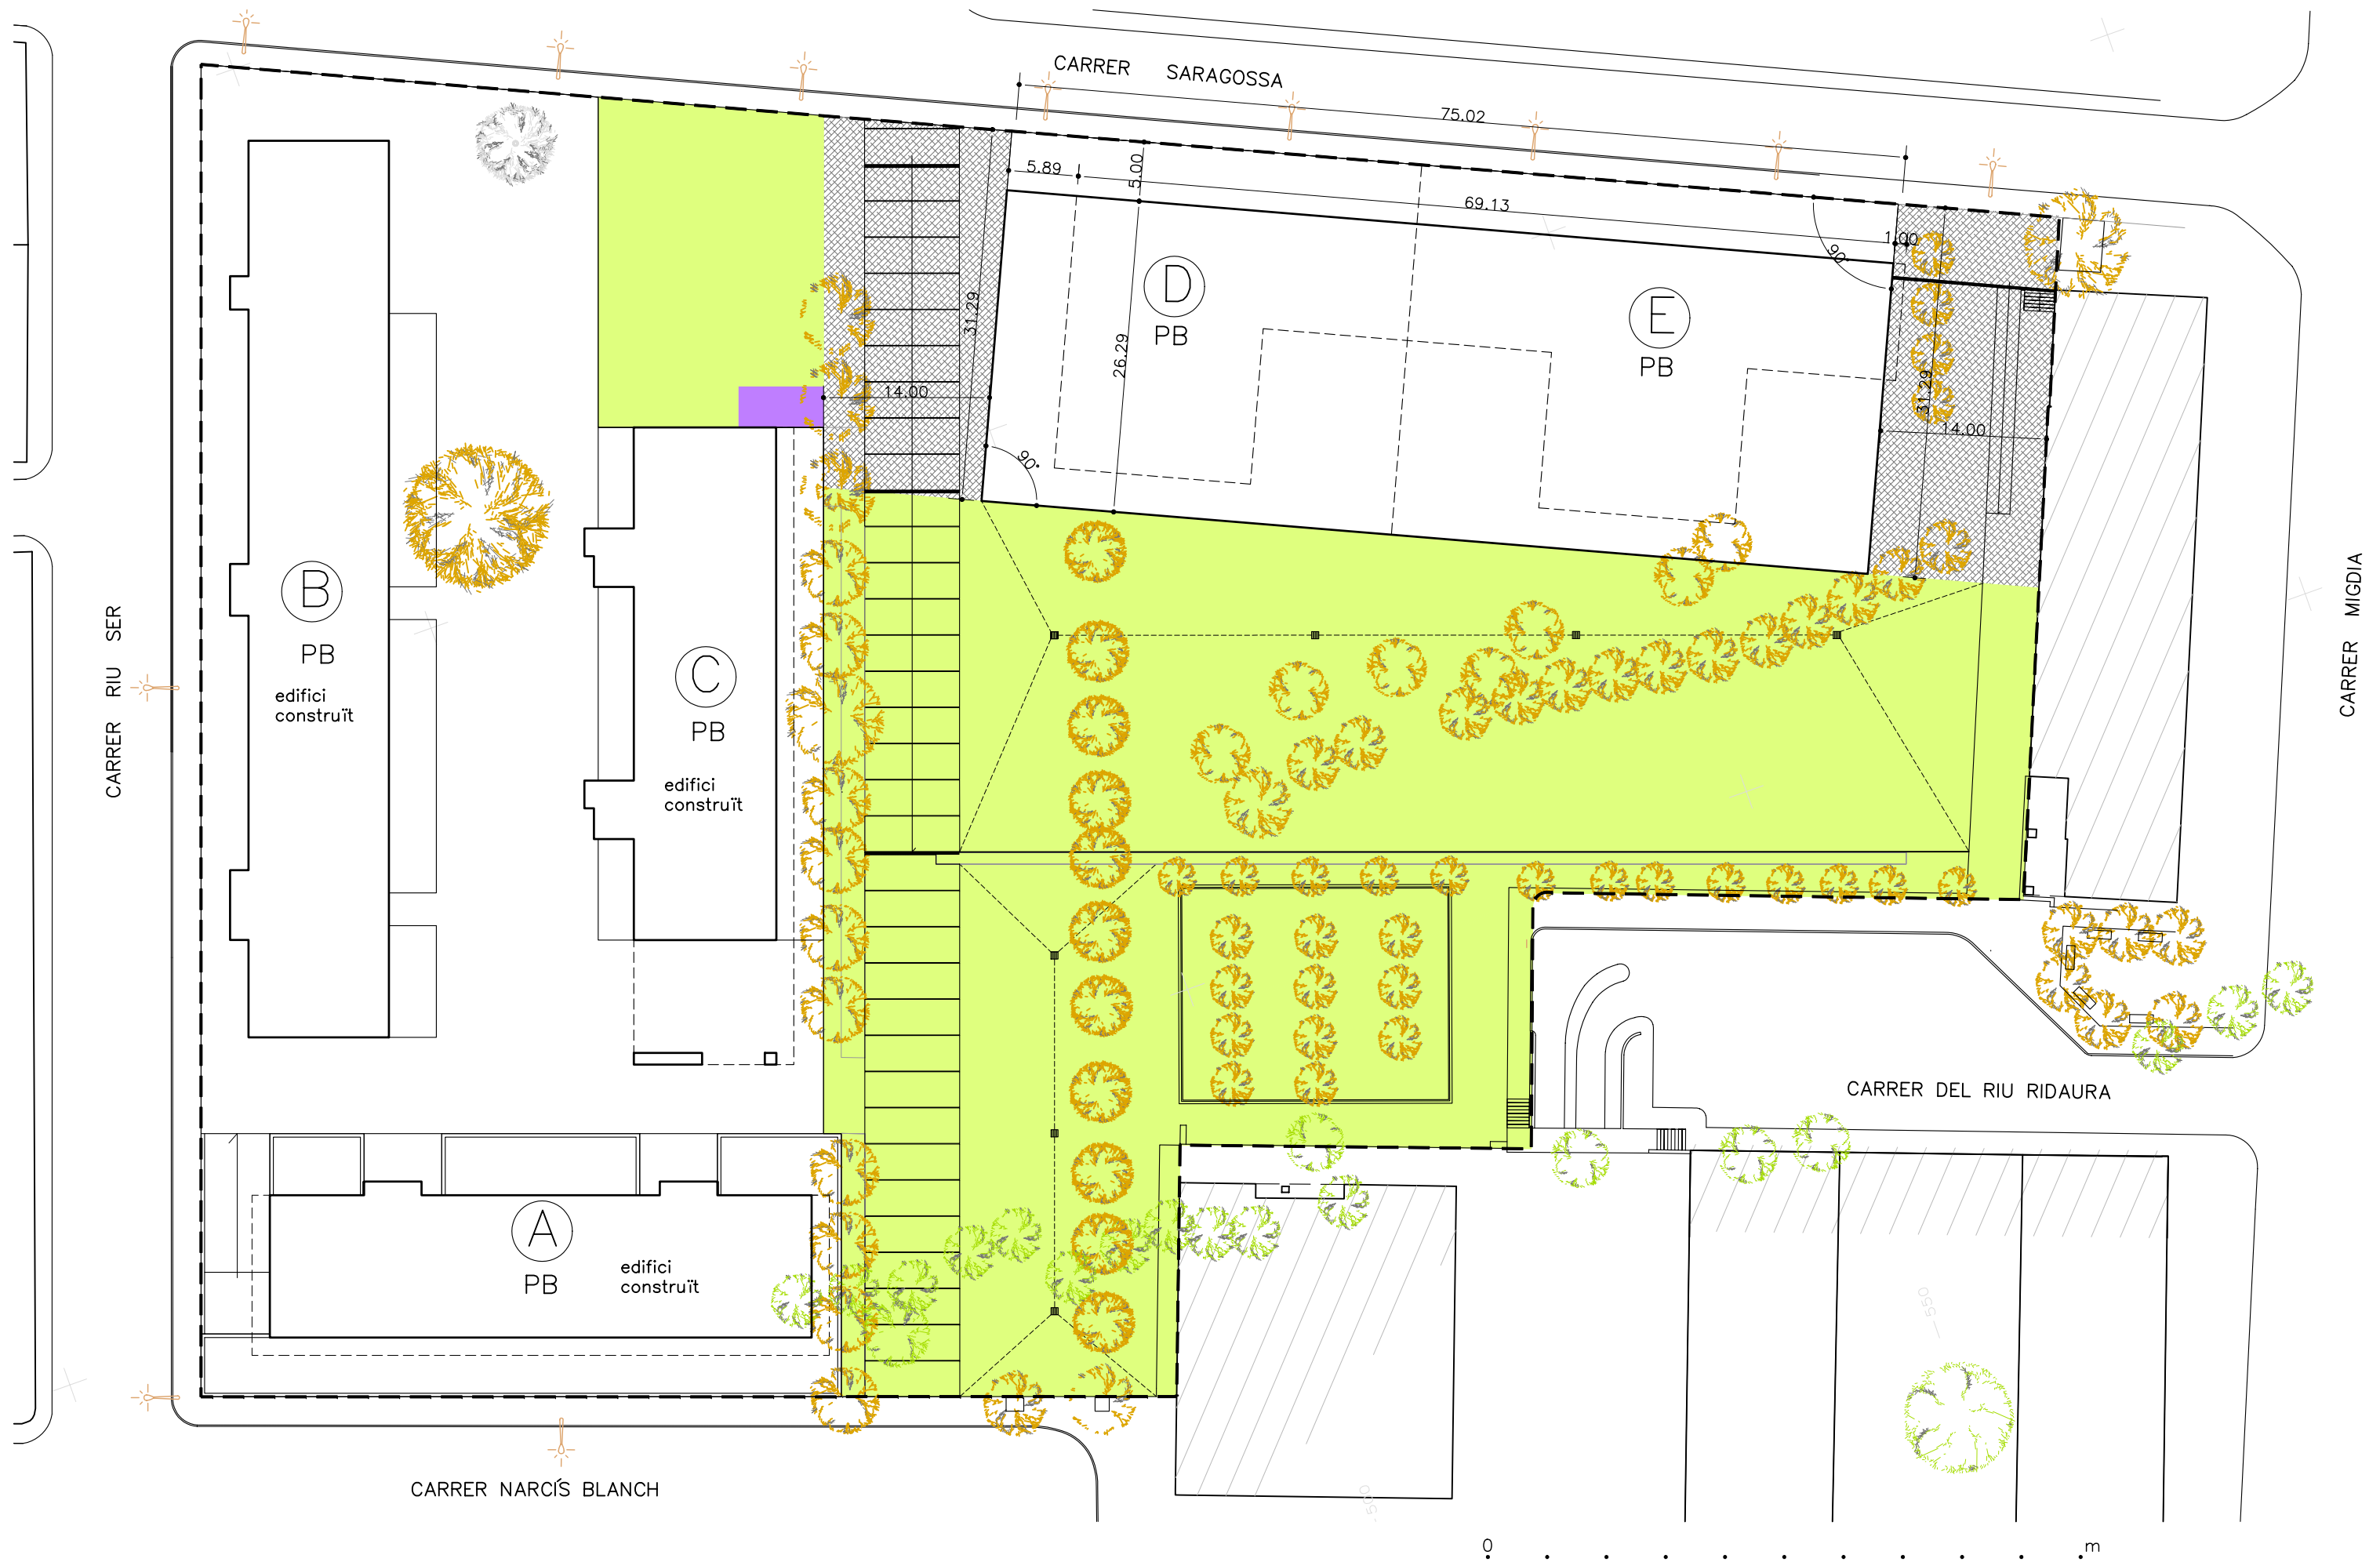 CARRER SARAGOSSA
75.02
5.89
5.00
69.13
1.00
90°
D
PB
E
PB
31.29
26.29
14.00
31.29
14.00
90°
B
PB
edifici
construït
C
PB
edifici
construït
CARRER RIU SER
CARRER MIGDIA
CARRER DEL RIU RIDAURA
A
PB
edifici
construït
550
500
CARRER NARCÍS BLANCH
0
m